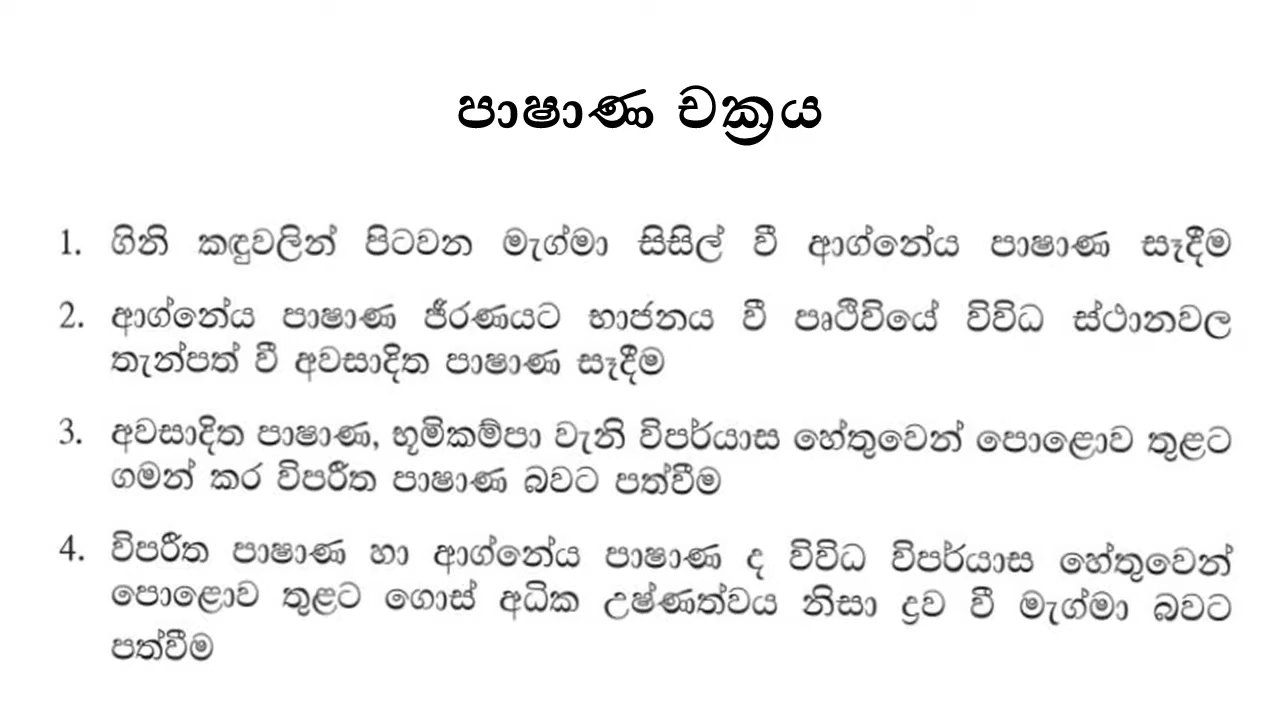 පාෂාණ චක්‍රය
1. ගිනි කඳුවලින් පිටවන මැග්මා සිසිල් වී ආග්නේය පාෂාණ සෑදීම
2. ආග්නේය පාෂාණ ජීරණයට භාජනය වී පෘථිවියේ විවිධ ස්ථානවල
තැන්පත් වී අවසාදිත පාෂාණ සෑදීම
3. අවසාදිත පාෂාණ, භූමිකම්පා වැනි විපර්යාස හේතුවෙන් පොළොව තුළට
ගමන් කර විපරීත පාෂාණ බවට පත්වීම
4. විපරීත පාෂාණ හා ආග්නේය පාෂාණ ද විවිධ විපර්යාස හේතුවෙන්
පොළොව තුළට ගොස් අධික උෂ්ණත්වය නිසා ද්‍රව වී මැග්මා බවට
පත්වීම